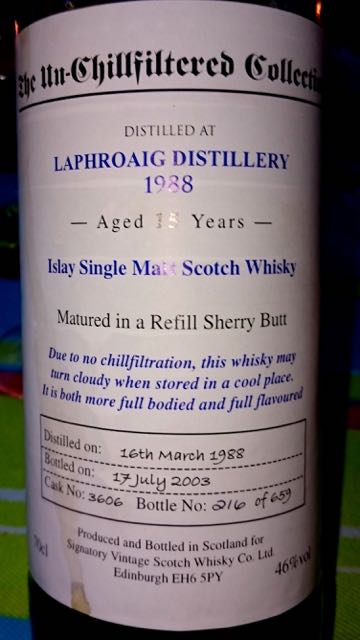 The Un-Chillfiltered Collecti
DISTILLED AT
LAPHROAIG DISTILLERY
1988
— Aged 15 Years —
Islay Single Malt Scotch Whisky
Matured in a Refill Sherry Butt
Due to no chillfiltration, this whisky may
turn cloudy when stored in a cool place.
It is both more full bodied and full flavoured
Distilled on: 16th March 1988
Bottled on: 17 July 2003
Cask No: 3606 Bottle No: 216 of 659
Produced and Bottled in Scotland for
Signatory Vintage Scotch Whisky Co. Ltd.
Edinburgh EH6 5PY
70cl
46%vol